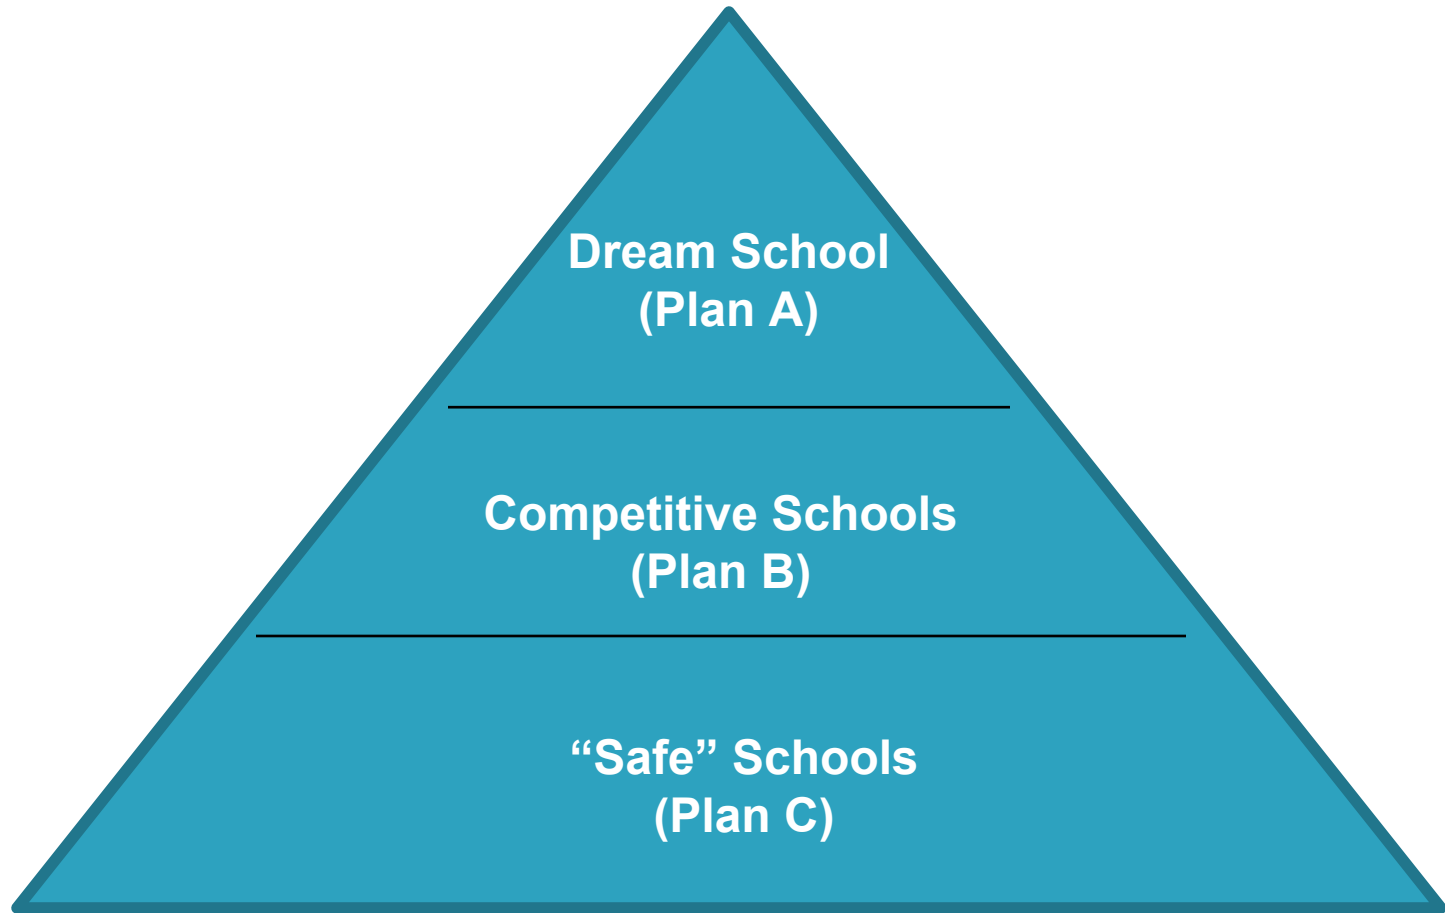 Dream School
(Plan A)
Competitive Schools
(Plan B)
“Safe” Schools
(Plan C)